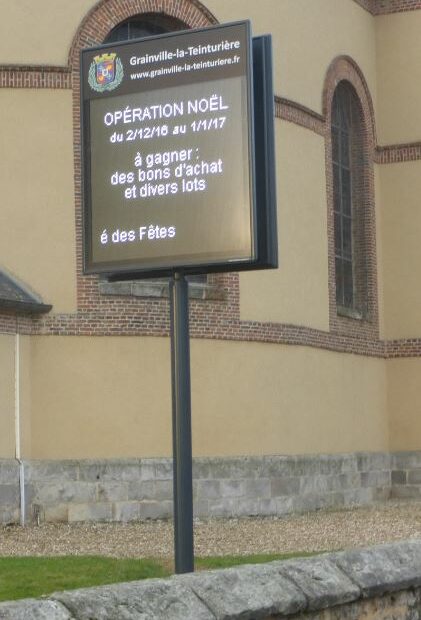 Grainville-la-Teinturière
www.grainville-la-teinturiere.fr
OPÉRATION NOËL
du 2/12/16 au 1/1/17
à gagner :
des bons d'achat
et divers lots
é des Fêtes